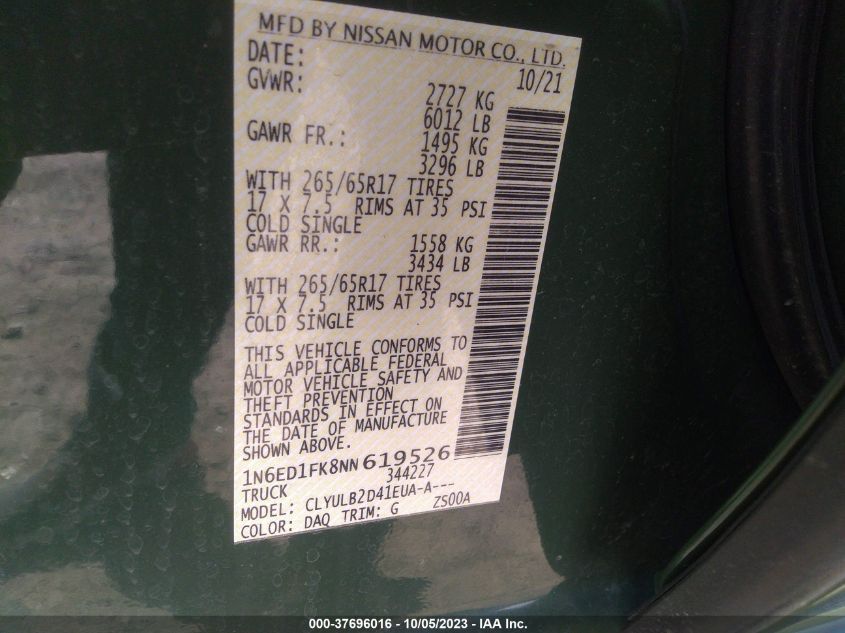 MFD BY NISSAN MOTOR CO., LTD.
DATE: 10/21
GVWR: 2727 KG
6012 LB
GAWR FR.: 1495 KG
3296 LB
WITH 265/65R17 TIRES
17 X 7.5 RIMS AT 35 PSI
COLD SINGLE
GAWR RR.: 1558 KG
3434 LB
WITH 265/65R17 TIRES
17 X 7.5 RIMS AT 35 PSI
COLD SINGLE
THIS VEHICLE CONFORMS TO
ALL APPLICABLE FEDERAL
MOTOR VEHICLE SAFETY AND
THEFT PREVENTION
STANDARDS IN EFFECT ON
THE DATE OF MANUFACTURE
SHOWN ABOVE.
1N6ED1FK8NN619526
TRUCK 344227
MODEL: CLYULB2D41EUA-A---
COLOR: DAQ TRIM: G ZS00A
000-37696016 - 10/05/2023 - IAA Inc.